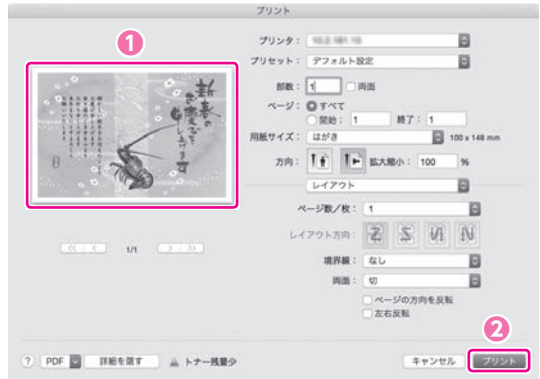 プリント
1
プリンタ：
プリセット： デフォルト設定
部数： 1 両面
ページ： すべて
開始： 1 終了： 1
用紙サイズ： はがき 100 x 148 mm
方向： 拡大縮小： 100 %
レイアウト
ページ数／枚： 1
レイアウト方向：
境界線： なし
両面： 切
ページの方向を反転
左右反転
新春の
お慶びを
申し上げます
1/1
2
? PDF 詳細を隠す トナー残量少 キャンセル プリント